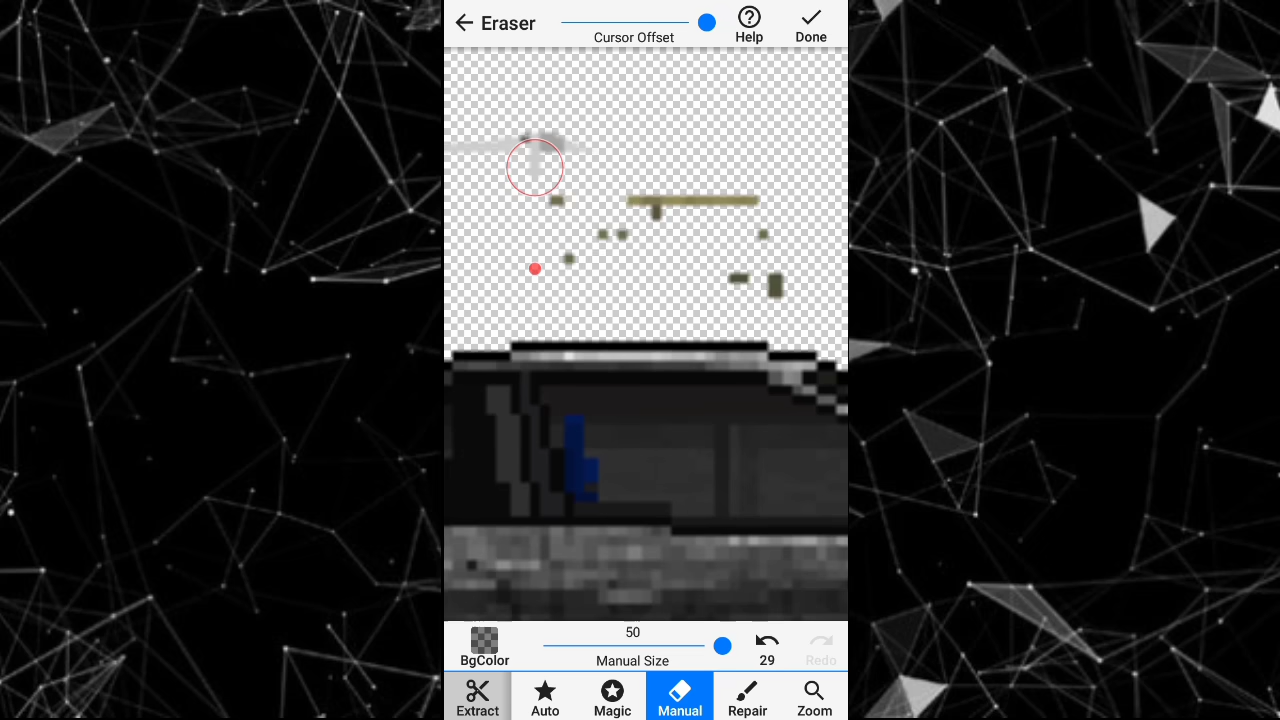 Eraser
Cursor Offset
Help
Done
50
BgColor
Manual Size
29
Redo
Extract
Auto
Magic
Manual
Repair
Zoom